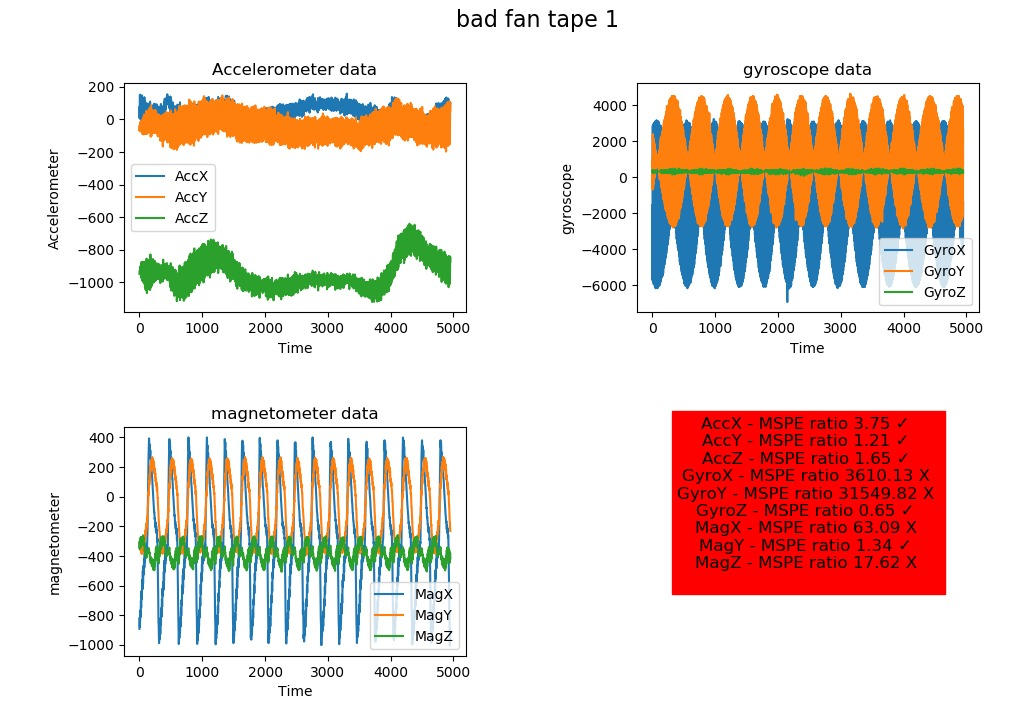 bad fan tape 1
Accelerometer data
200
0
−200
−400
−600
−800
−1000
Accelerometer
AccX
AccY
AccZ
0 1000 2000 3000 4000 5000
Time
gyroscope data
4000
2000
0
−2000
−4000
−6000
gyroscope
GyroX
GyroY
GyroZ
0 1000 2000 3000 4000 5000
Time
magnetometer data
400
200
0
−200
−400
−600
−800
−1000
magnetometer
MagX
MagY
MagZ
0 1000 2000 3000 4000 5000
Time
AccX - MSPE ratio 3.75 ✓
AccY - MSPE ratio 1.21 ✓
AccZ - MSPE ratio 1.65 ✓
GyroX - MSPE ratio 3610.13 X
GyroY - MSPE ratio 31549.82 X
GyroZ - MSPE ratio 0.65 ✓
MagX - MSPE ratio 63.09 X
MagY - MSPE ratio 1.34 ✓
MagZ - MSPE ratio 17.62 X